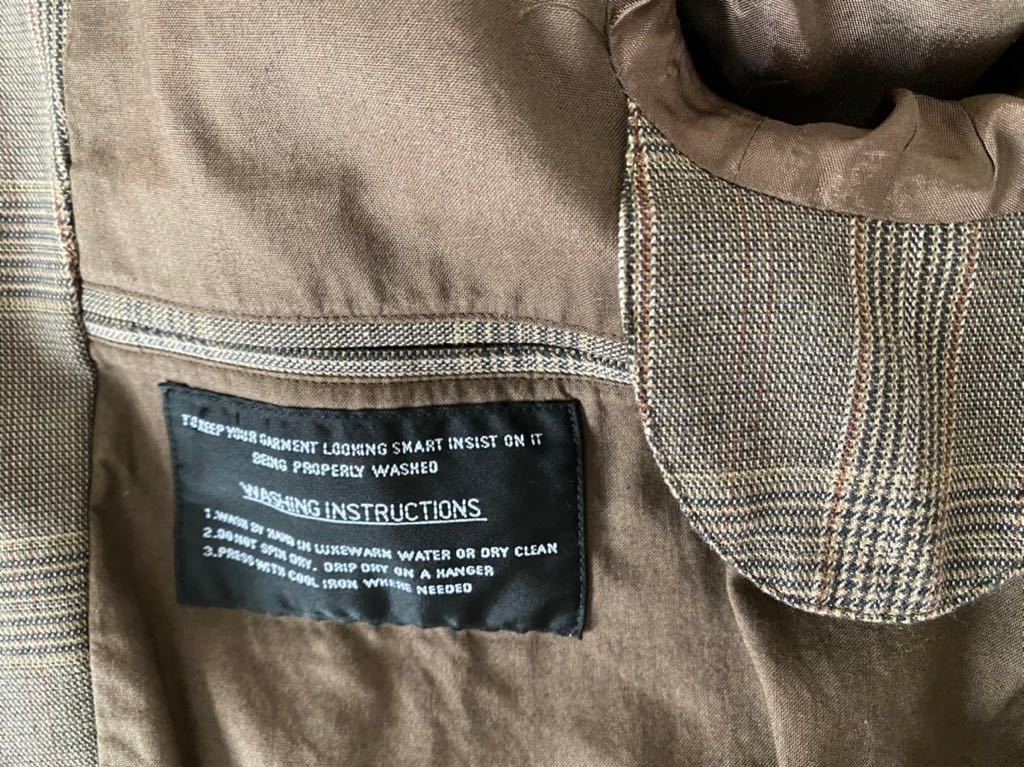 TO KEEP YOUR GARMENT LOOKING SMART INSIST ON IT
BEING PROPERLY WASHED
WASHING INSTRUCTIONS
1. WASH BY HAND IN LUKEWARM WATER OR DRY CLEAN
2. DO NOT SPIN DRY. DRIP DRY ON A HANGER
3. PRESS WITH COOL IRON WHERE NEEDED